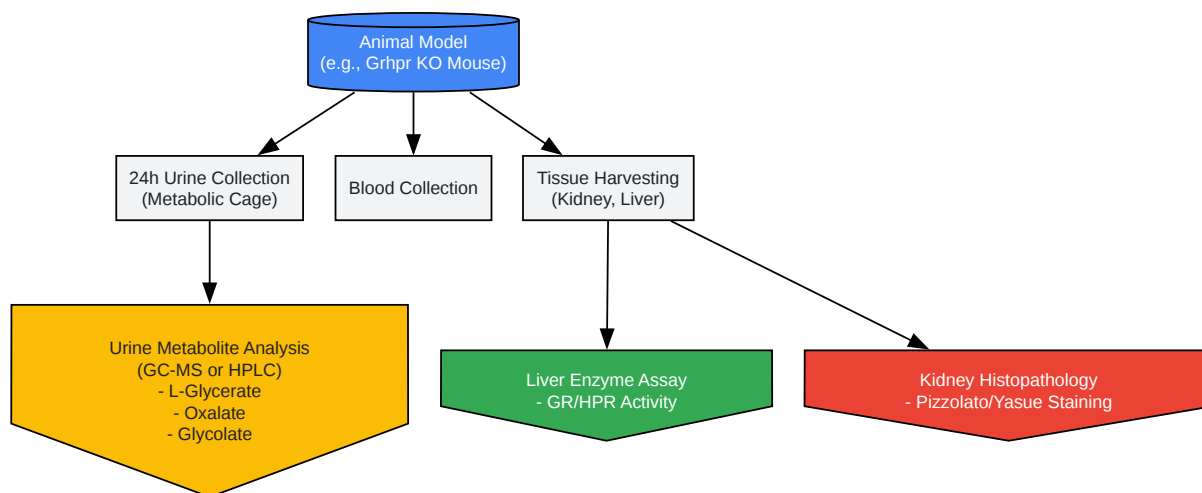 Animal Model
(e.g., Grhpr KO Mouse)
24h Urine Collection
(Metabolic Cage)
Blood Collection
Tissue Harvesting
(Kidney, Liver)
Urine Metabolite Analysis
(GC-MS or HPLC)
- L-Glycerate
- Oxalate
- Glycolate
Liver Enzyme Assay
- GR/HPR Activity
Kidney Histopathology
- Pizzolato/Yasue Staining